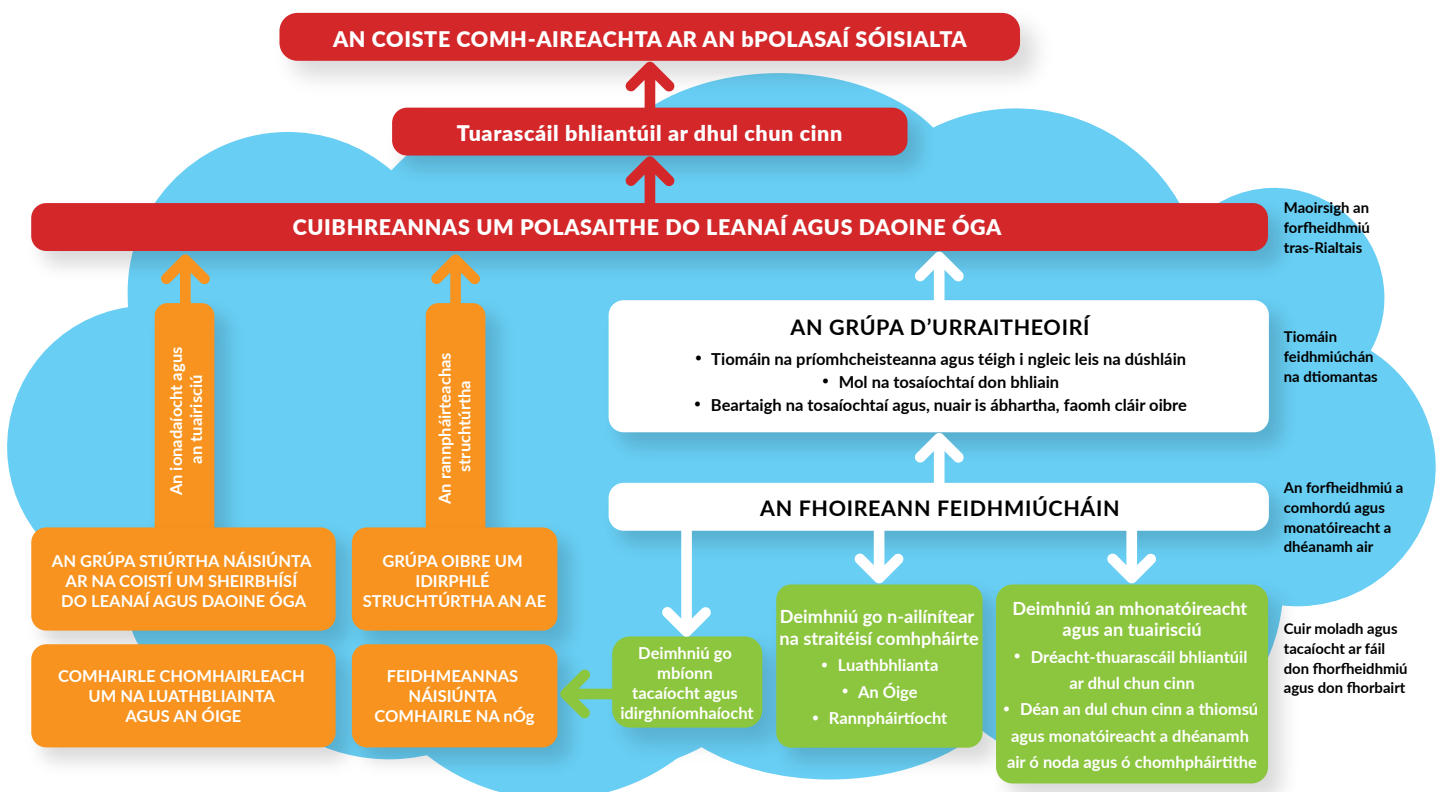 AN COISTE COMH-AIREACHTA AR AN bPOLASAÍ SÓISIALTA
Tuarascáil bhliantúil ar dhul chun cinn
CUIBHREANNAS UM POLASAITHE DO LEANAÍ AGUS DAOINE ÓGA
Maoirsigh an
forfheidhmiú
tras-Rialtais
An ionadaíocht agus
an tuairisciú
An rannpháirteachas
struchtúrtha
AN GRÚPA D'URRAITHEOIRÍ
• Tiomáin na príomhcheisteanna agus téigh i ngleic leis na dúshláin
• Mol na tosaíochtaí don bhliain
• Beartaigh na tosaíochtaí agus, nuair is ábhartha, faomh cláir oibre
Tiomáin
feidhmiúchán
na dtiomantas
AN FHOIREANN FEIDHMIÚCHÁIN
An forfheidhmiú a
comhordú agus
monatóireacht a
dhéanamh air
AN GRÚPA STIÚRTHA NÁISIÚNTA
AR NA COISTÍ UM SHEIRBHÍSÍ
DO LEANAÍ AGUS DAOINE ÓGA
GRÚPA OIBRE UM
IDIRPHLÉ
STRUCHTÚRTHA AN AE
COMHAIRLE CHOMHAIRLEACH
UM NA LUATHBLIAINTA
AGUS AN ÓIGE
FEIDHMEANNAS
NÁISIÚNTA
COMHAIRLE NA nÓg
Deimhniú go
mbíonn
tacaíocht agus
idirghníomhaíocht
Deimhniú go n-ailínítear
na straitéisí comhpháirte
• Luathbhlianta
• An Óige
• Rannpháirtíocht
Deimhniú an mhonatóireacht
agus an tuairisciú
• Dréacht-thuarascáil bhliantúil
ar dhul chun cinn
• Déan an dul chun cinn a thiomsú
agus monatóireacht a dhéanamh
air ó noda agus ó chomhpháirtithe
Cuir moladh agus
tacaíocht ar fáil
don fhorfheidhmiú
agus don fhorbairt